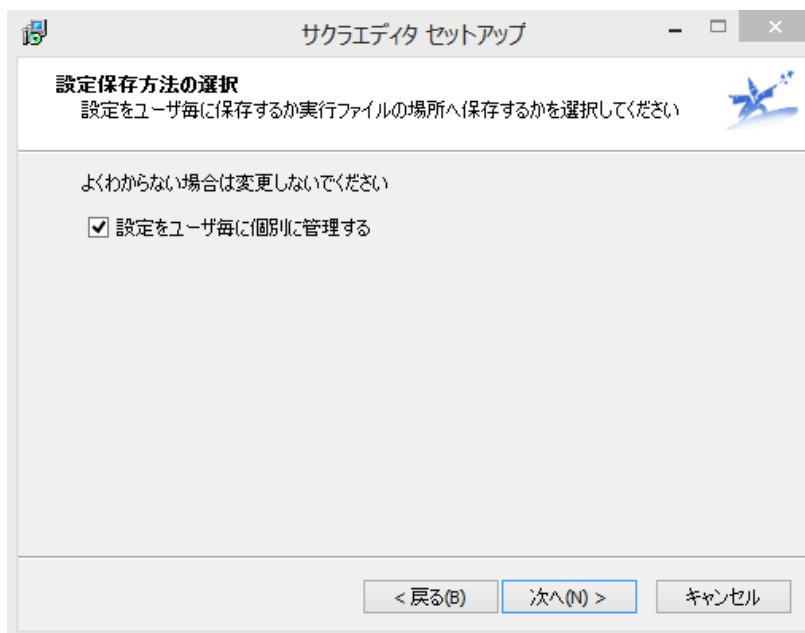 サクラエディタ セットアップ
設定保存方法の選択
設定をユーザ毎に保存するか実行ファイルの場所へ保存するかを選択してください
よくわからない場合は変更しないでください
設定をユーザ毎に個別に管理する
< 戻る(B)
次へ(N) >
キャンセル